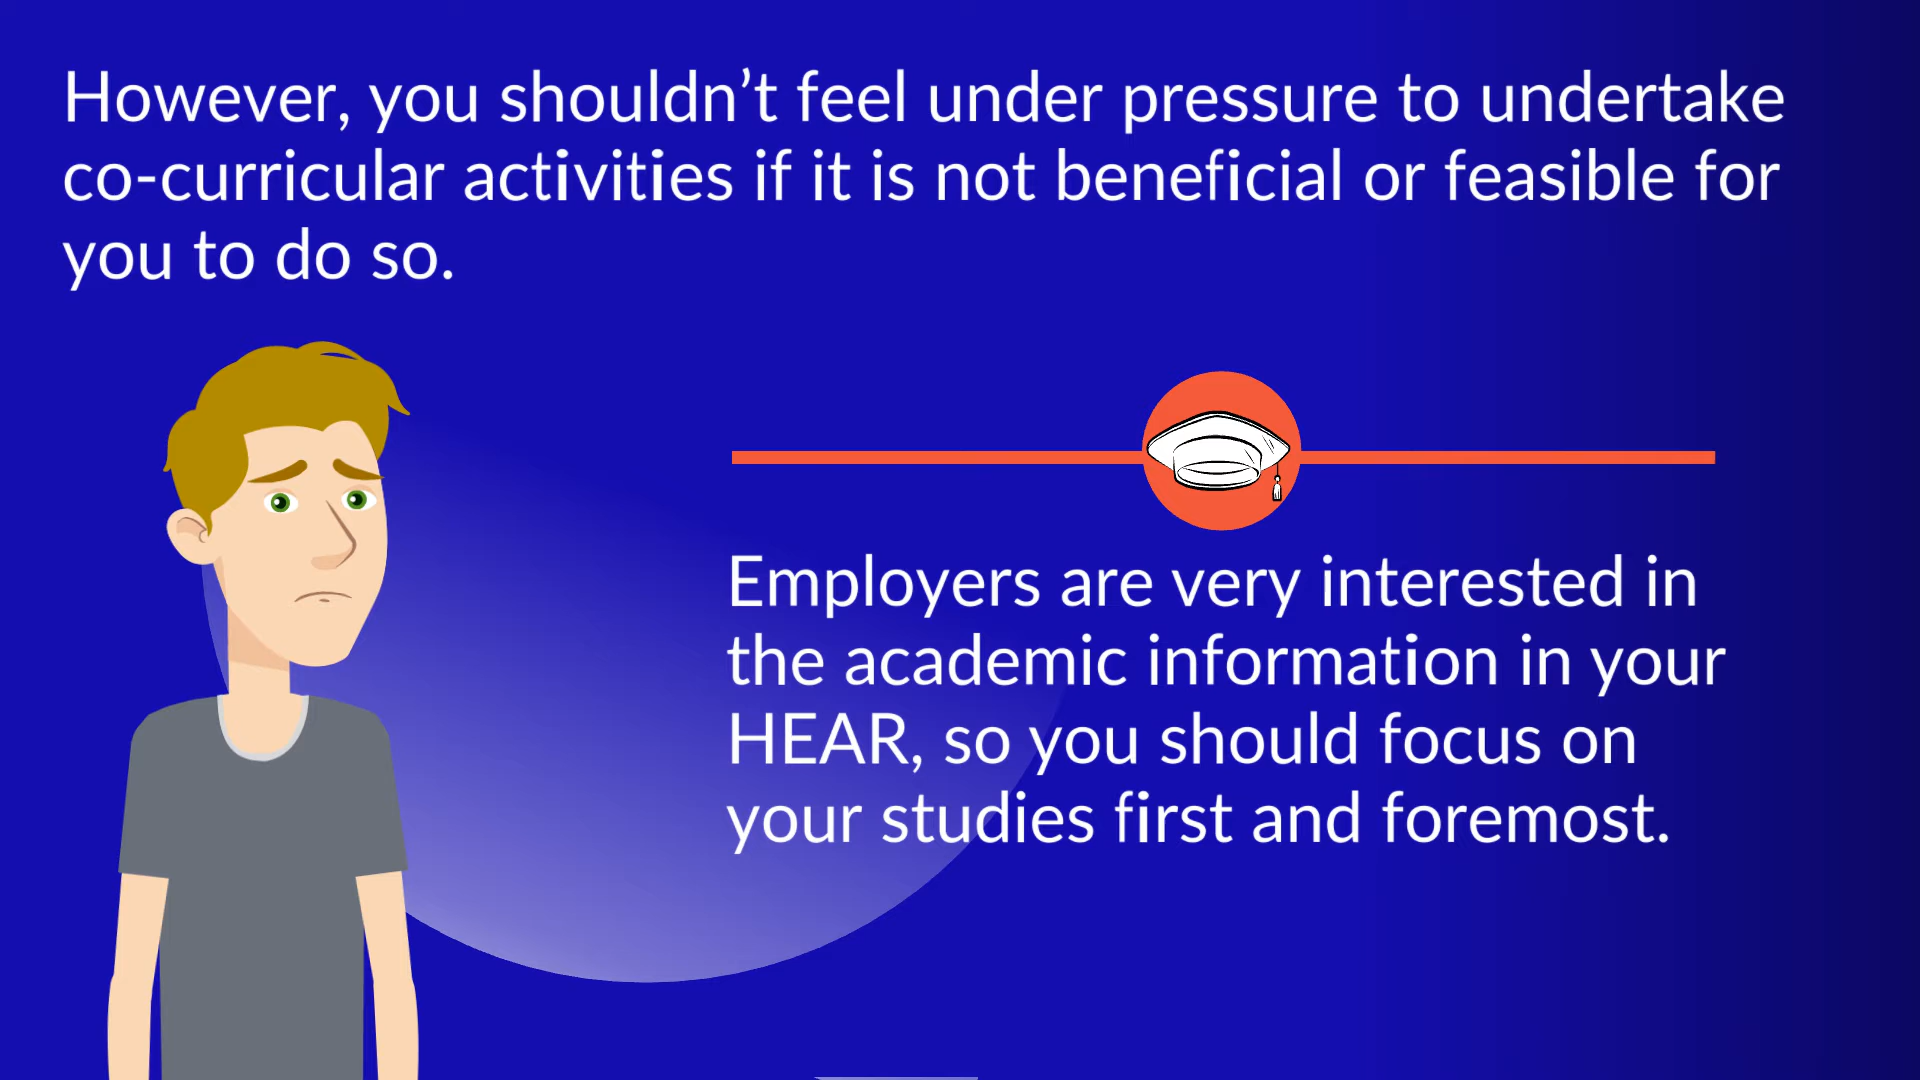 However, you shouldn’t feel under pressure to undertake
co-curricular activities if it is not beneficial or feasible for
you to do so.
Employers are very interested in
the academic information in your
HEAR, so you should focus on
your studies first and foremost.